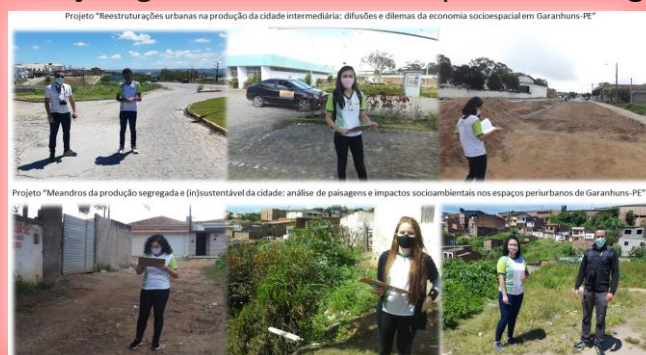 Projeto "Reestruturações urbanas na produção da cidade intermediária: difusões e dilemas da economia socioespacial em Garanhuns-PE"
Projeto "Meandros da produção segregada e (in)sustentável da cidade: análise de paisagens e impactos socioambientais nos espaços periurbanos de Garanhuns-PE"